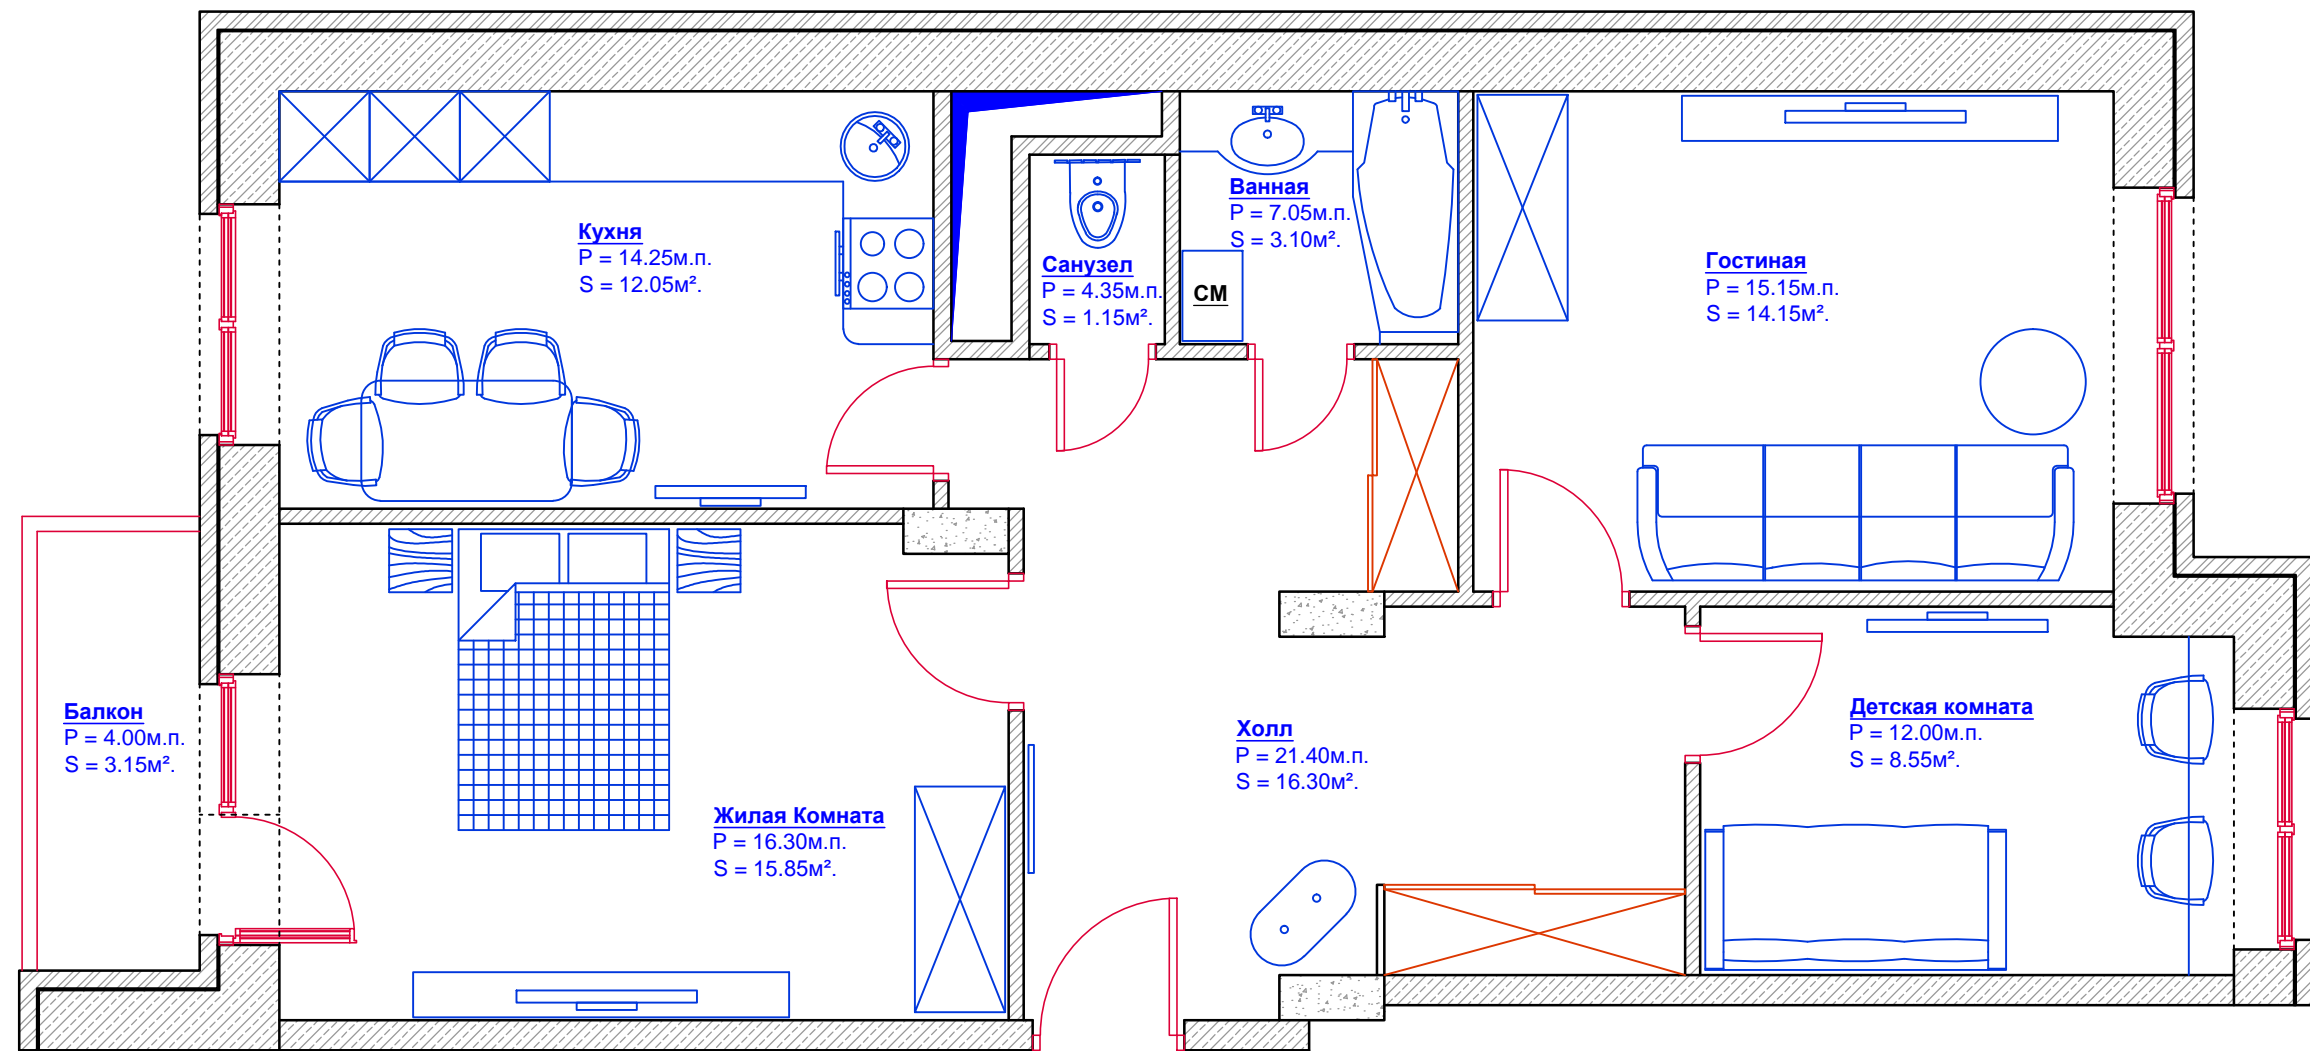 Кухня
P = 14.25м.п.
S = 12.05м².
Санузел
P = 4.35м.п.
S = 1.15м².
Ванная
P = 7.05м.п.
S = 3.10м².
СМ
Гостиная
P = 15.15м.п.
S = 14.15м².
Балкон
P = 4.00м.п.
S = 3.15м².
Жилая Комната
P = 16.30м.п.
S = 15.85м².
Холл
P = 21.40м.п.
S = 16.30м².
Детская комната
P = 12.00м.п.
S = 8.55м².